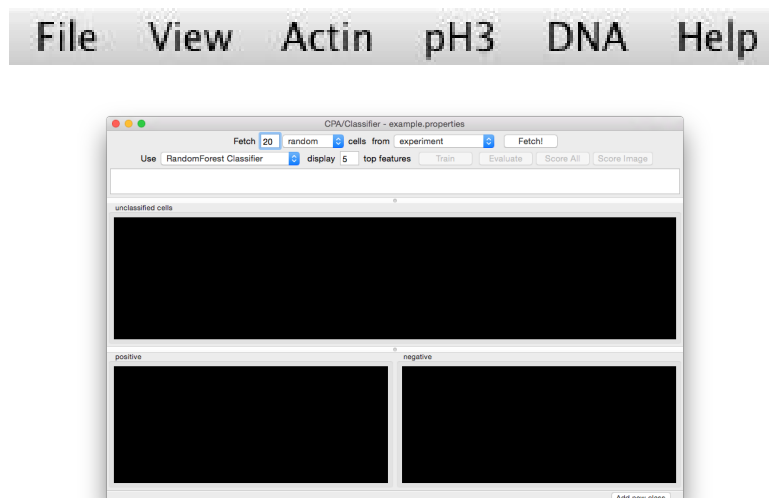 File View Actin pH3 DNA Help
CPA/Classifier - example.properties
Fetch 20 random cells from experiment Fetch!
Use RandomForest Classifier display 5 top features Train Evaluate Score All Score Image
unclassified cells
positive negative
Add new class